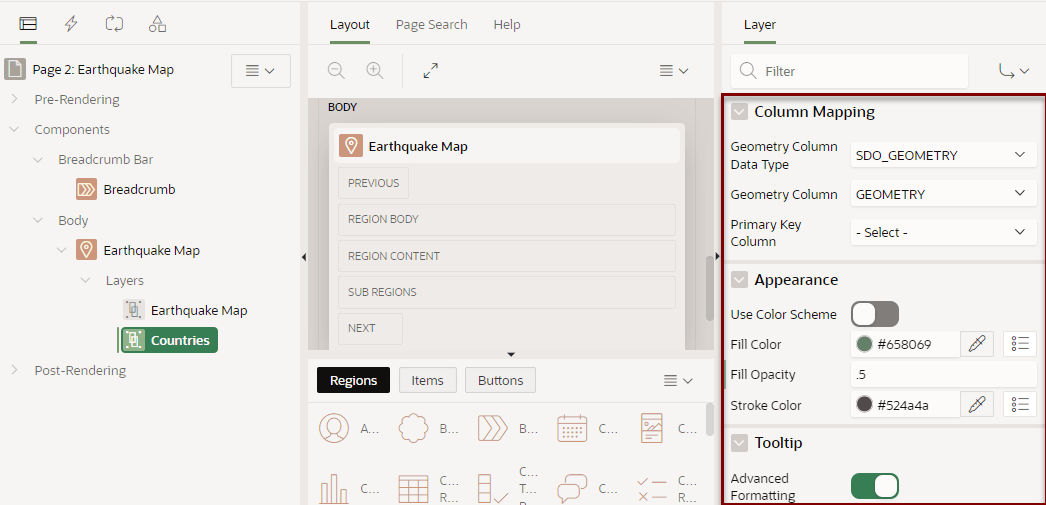 Page 2: Earthquake Map
Pre-Rendering
Components
Breadcrumb Bar
Breadcrumb
Body
Earthquake Map
Layers
Earthquake Map
Countries
Post-Rendering
Layout Page Search Help
BODY
Earthquake Map
PREVIOUS
REGION BODY
REGION CONTENT
SUB REGIONS
NEXT
Regions Items Buttons
A... B... B... C... C...
C... C... R... C... T... R... C... C... R...
Layer
Filter
Column Mapping
Geometry Column
Data Type
SDO_GEOMETRY
Geometry Column GEOMETRY
Primary Key
Column
- Select -
Appearance
Use Color Scheme
Fill Color #658069
Fill Opacity .5
Stroke Color #524a4a
Tooltip
Advanced
Formatting